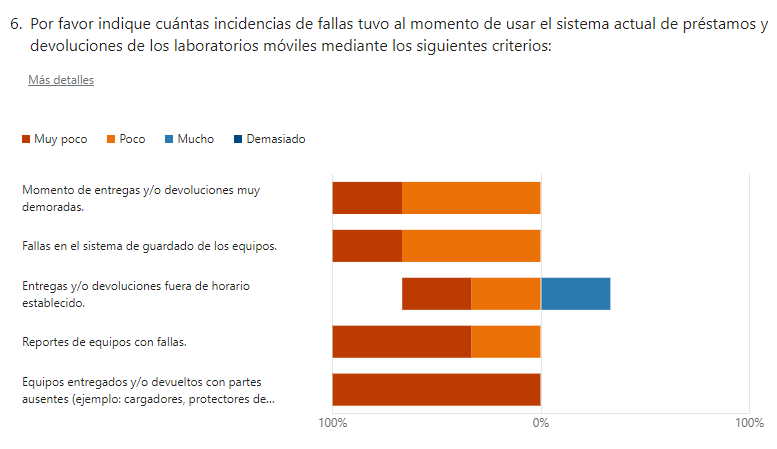 6. Por favor indique cuántas incidencias de fallas tuvo al momento de usar el sistema actual de préstamos y
devoluciones de los laboratorios móviles mediante los siguientes criterios:
Más detalles
Muy poco Poco Mucho Demasiado
Momento de entregas y/o devoluciones muy
demoradas.
Fallas en el sistema de guardado de los equipos.
Entregas y/o devoluciones fuera de horario
establecido.
Reportes de equipos con fallas.
Equipos entregados y/o devueltos con partes
ausentes (ejemplo: cargadores, protectores de...
100% 0% 100%